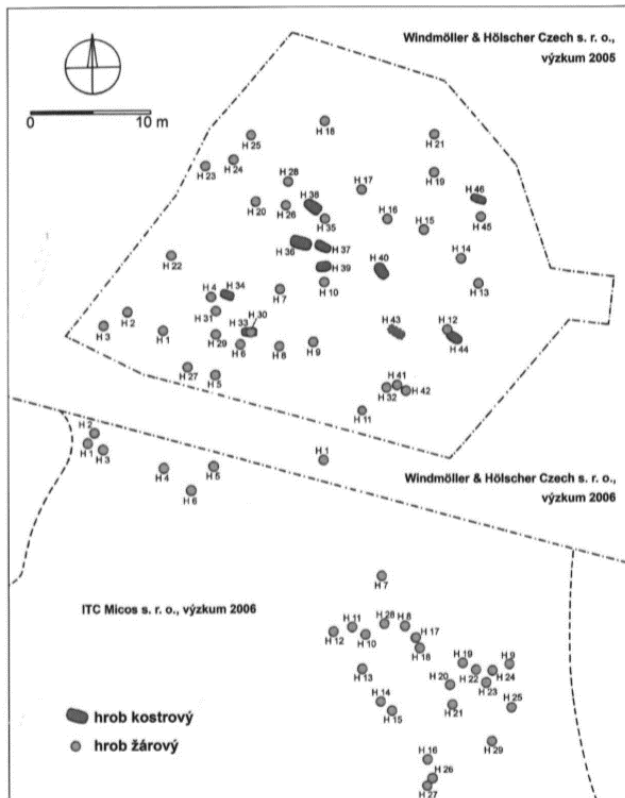 Windmöller & Hölscher Czech s. r. o.,
výzkum 2005
0 10 m
H 18
H 25
H 21
H 24
H 23
H 28
H 17
H 19
H 38
H 46
H 20
H 26
H 35
H 16
H 15
H 45
H 36
H 37
H 22
H 39
H 40
H 14
H 4
H 34
H 7
H 10
H 13
H 2
H 31
H 30
H 33
H 43
H 12
H 3
H 1
H 29
H 6
H 8
H 9
H 44
H 27
H 5
H 41
H 32
H 42
H 11
H 2
H 1
H 3
H 4
H 5
H 6
H 1
Windmöller & Hölscher Czech s. r. o.,
výzkum 2006
H 7
ITC Micos s. r. o., výzkum 2006
H 11
H 28
H 8
H 12
H 10
H 17
H 18
H 19
H 9
H 13
H 20
H 22
H 24
H 23
H 14
H 15
H 21
H 25
hrob kostrový
hrob žárový
H 29
H 16
H 26
H 27